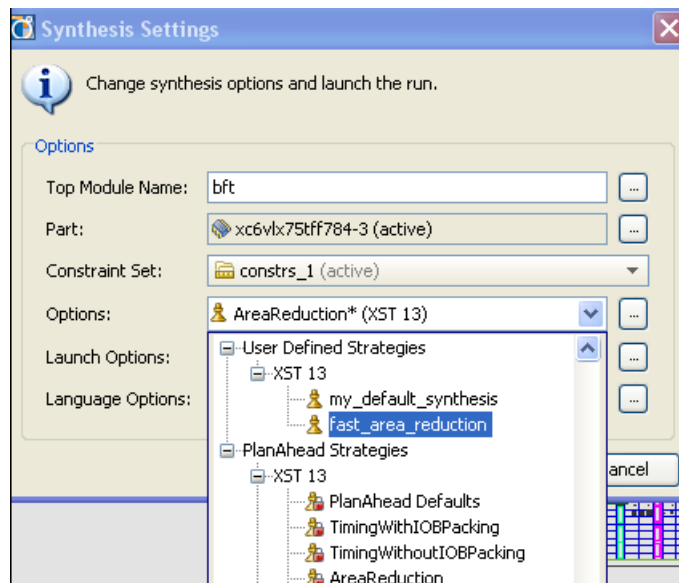 Synthesis Settings
Change synthesis options and launch the run.
Options
Top Module Name: bft ...
Part: xc6vlx75tff784-3 (active) ...
Constraint Set: constrs_1 (active)
Options: AreaReduction* (XST 13) ...
Launch Options: ...
Language Options: ...
User Defined Strategies
XST 13
my_default_synthesis
fast_area_reduction
PlanAhead Strategies
XST 13
ancel
PlanAhead Defaults
TimingWithIOBPacking
TimingWithoutIOBPacking
AreaReduction